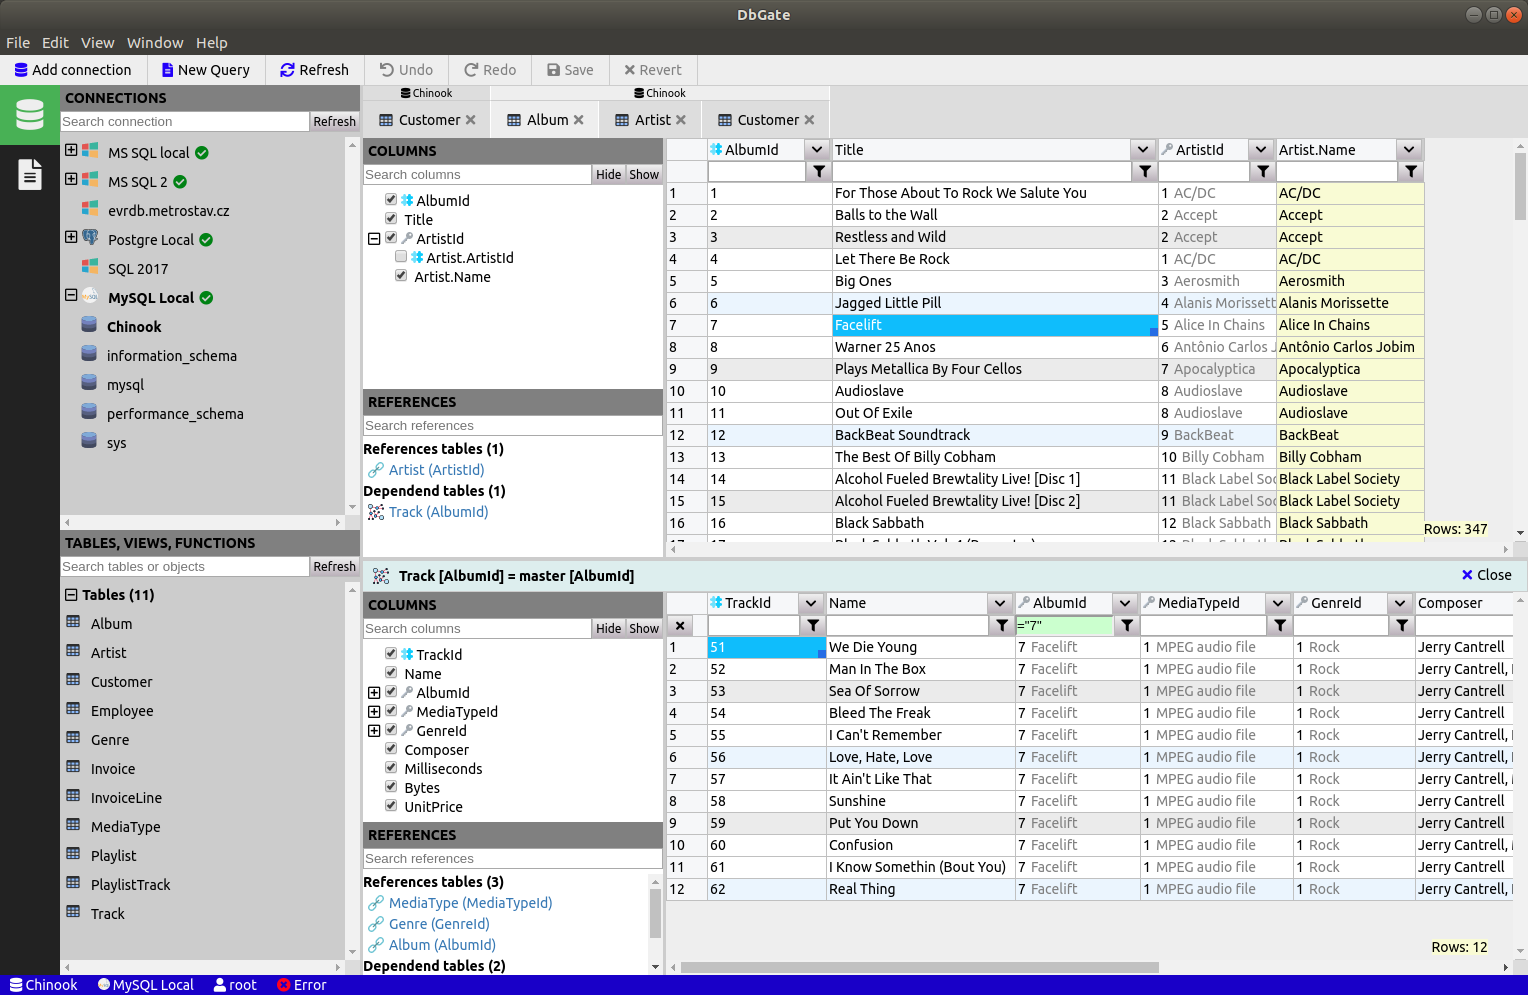 DbGate
File Edit View Window Help
Add connection New Query Refresh Undo Redo Save Revert
Chinook Chinook
Customer Album Artist Customer
CONNECTIONS
Search connection Refresh
MS SQL local
MS SQL 2
evrdb.metrostav.cz
Postgre Local
SQL 2017
MySQL Local
Chinook
information_schema
mysql
performance_schema
sys
TABLES, VIEWS, FUNCTIONS
Search tables or objects Refresh
Tables (11)
Album
Artist
Customer
Employee
Genre
Invoice
InvoiceLine
MediaType
Playlist
PlaylistTrack
Track
COLUMNS
Search columns Hide Show
AlbumId
Title
ArtistId
Artist.ArtistId
Artist.Name
REFERENCES
Search references
References tables (1)
Artist (ArtistId)
Dependend tables (1)
Track (AlbumId)
AlbumId Title ArtistId Artist.Name
1 1 For Those About To Rock We Salute You 1 AC/DC AC/DC
2 2 Balls to the Wall 2 Accept Accept
3 3 Restless and Wild 2 Accept Accept
4 4 Let There Be Rock 1 AC/DC AC/DC
5 5 Big Ones 3 Aerosmith Aerosmith
6 6 Jagged Little Pill 4 Alanis Morissett Alanis Morissette
7 7 Facelift 5 Alice In Chains Alice In Chains
8 8 Warner 25 Anos 6 Antônio Carlos J Antônio Carlos Jobim
9 9 Plays Metallica By Four Cellos 7 Apocalyptica Apocalyptica
10 10 Audioslave 8 Audioslave Audioslave
11 11 Out Of Exile 8 Audioslave Audioslave
12 12 BackBeat Soundtrack 9 BackBeat BackBeat
13 13 The Best Of Billy Cobham 10 Billy Cobham Billy Cobham
14 14 Alcohol Fueled Brewtality Live! [Disc 1] 11 Black Label Soc Black Label Society
15 15 Alcohol Fueled Brewtality Live! [Disc 2] 11 Black Label Soc Black Label Society
16 16 Black Sabbath 12 Black Sabbath Black Sabbath
Rows: 347
Track [AlbumId] = master [AlbumId] Close
COLUMNS
Search columns Hide Show
TrackId
Name
AlbumId
MediaTypeId
GenreId
Composer
Milliseconds
Bytes
UnitPrice
REFERENCES
Search references
References tables (3)
MediaType (MediaTypeId)
Genre (GenreId)
Album (AlbumId)
Dependend tables (2)
TrackId Name AlbumId MediaTypeId GenreId Composer
="7"
1 51 We Die Young 7 Facelift 1 MPEG audio file 1 Rock Jerry Cantrell
2 52 Man In The Box 7 Facelift 1 MPEG audio file 1 Rock Jerry Cantrell,
3 53 Sea Of Sorrow 7 Facelift 1 MPEG audio file 1 Rock Jerry Cantrell
4 54 Bleed The Freak 7 Facelift 1 MPEG audio file 1 Rock Jerry Cantrell
5 55 I Can't Remember 7 Facelift 1 MPEG audio file 1 Rock Jerry Cantrell,
6 56 Love, Hate, Love 7 Facelift 1 MPEG audio file 1 Rock Jerry Cantrell,
7 57 It Ain't Like That 7 Facelift 1 MPEG audio file 1 Rock Jerry Cantrell,
8 58 Sunshine 7 Facelift 1 MPEG audio file 1 Rock Jerry Cantrell
9 59 Put You Down 7 Facelift 1 MPEG audio file 1 Rock Jerry Cantrell
10 60 Confusion 7 Facelift 1 MPEG audio file 1 Rock Jerry Cantrell,
11 61 I Know Somethin (Bout You) 7 Facelift 1 MPEG audio file 1 Rock Jerry Cantrell
12 62 Real Thing 7 Facelift 1 MPEG audio file 1 Rock Jerry Cantrell,
Rows: 12
Chinook MySQL Local root Error